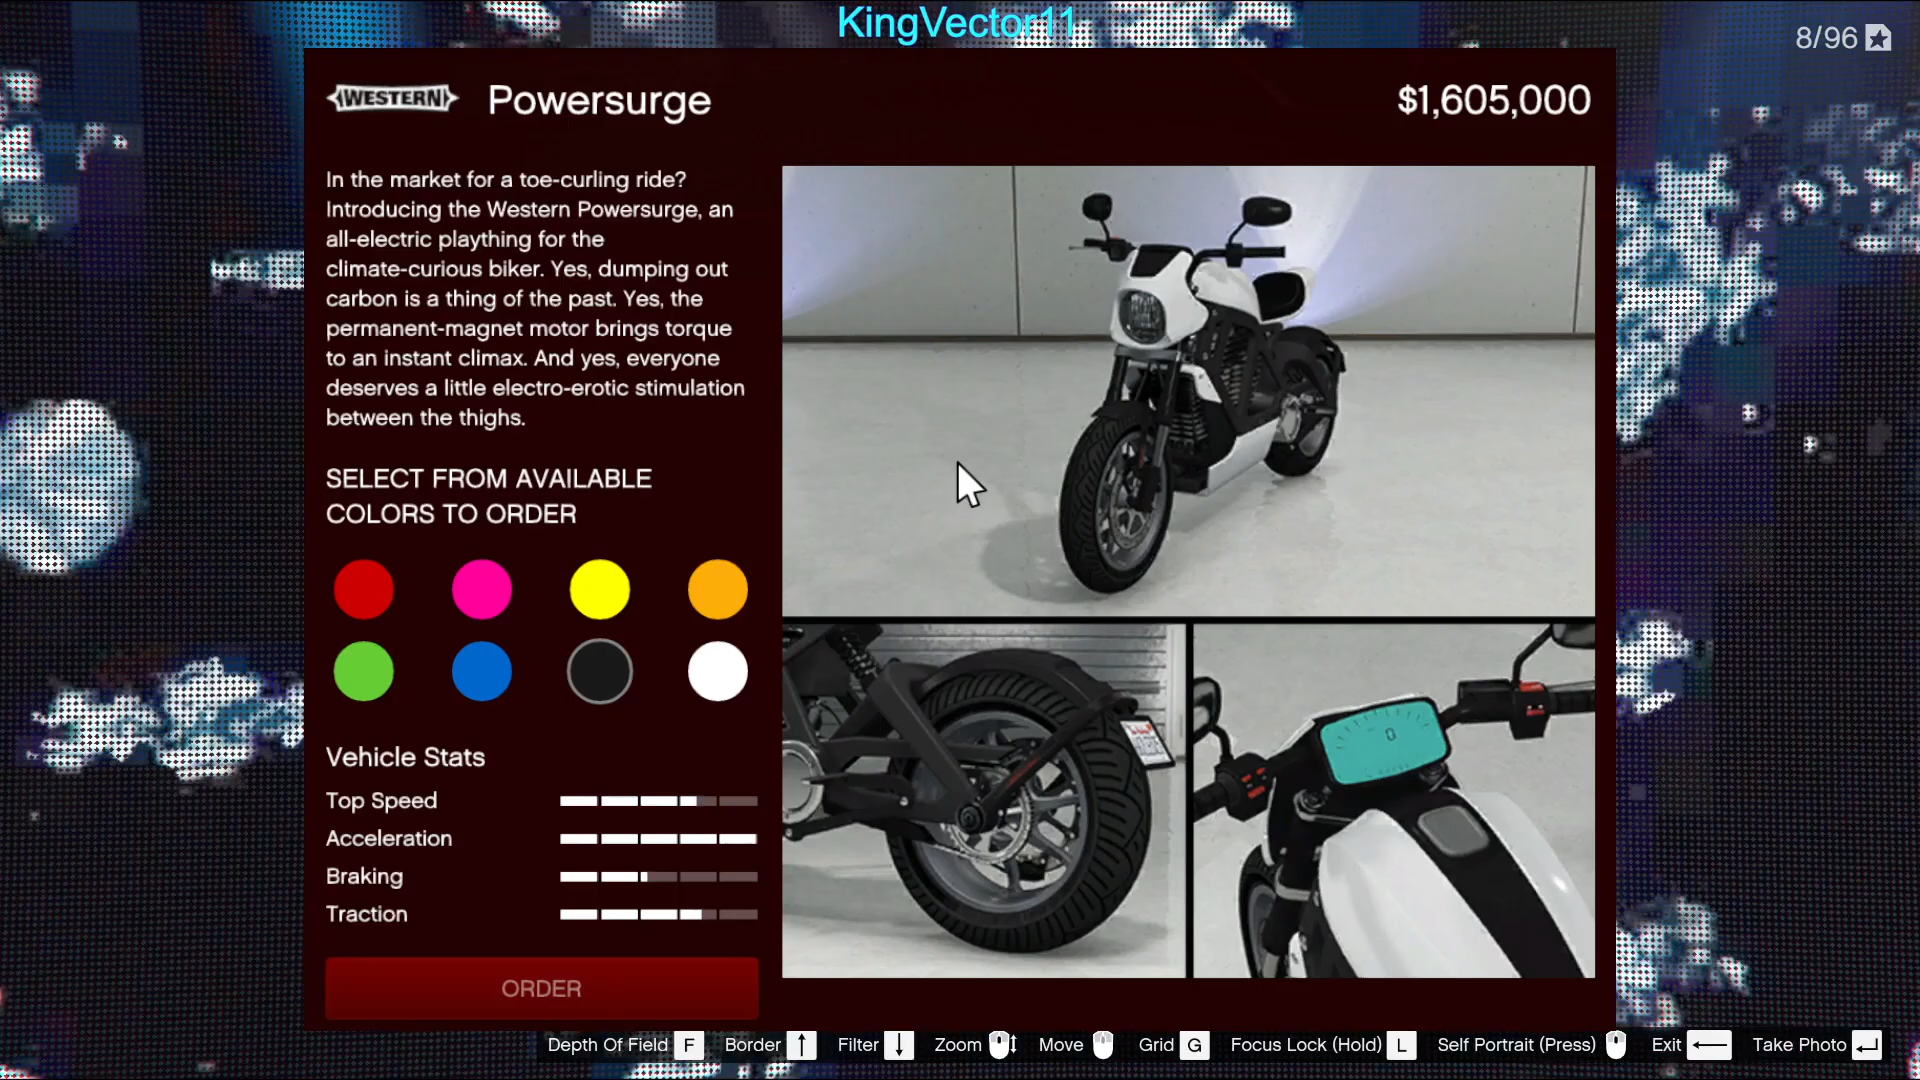 KingVector11
8/96
WESTERN
Powersurge
$1,605,000
In the market for a toe-curling ride?
Introducing the Western Powersurge, an
all-electric plaything for the
climate-curious biker. Yes, dumping out
carbon is a thing of the past. Yes, the
permanent-magnet motor brings torque
to an instant climax. And yes, everyone
deserves a little electro-erotic stimulation
between the thighs.
SELECT FROM AVAILABLE
COLORS TO ORDER
Vehicle Stats
Top Speed
Acceleration
Braking
Traction
ORDER
0
Depth Of Field F Border ↑ Filter ↓ Zoom Move Grid G Focus Lock (Hold) L Self Portrait (Press) Exit ← Take Photo ↵